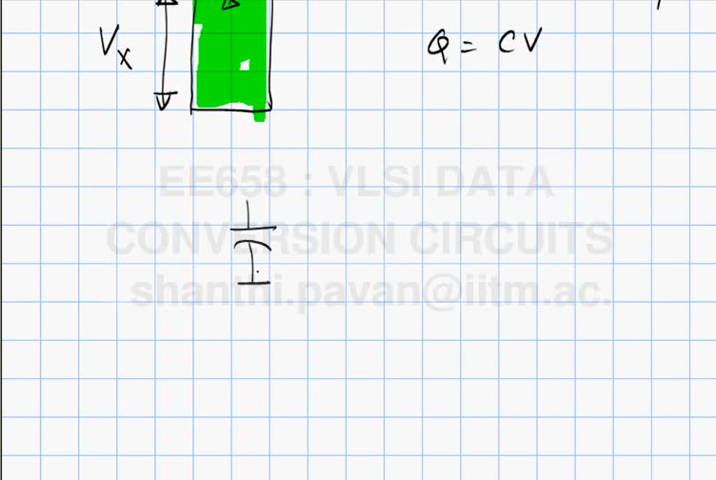 Vx
Q = CV
EE658 : VLSI DATA
CONVERSION CIRCUITS
shanthi.pavan@iitm.ac.